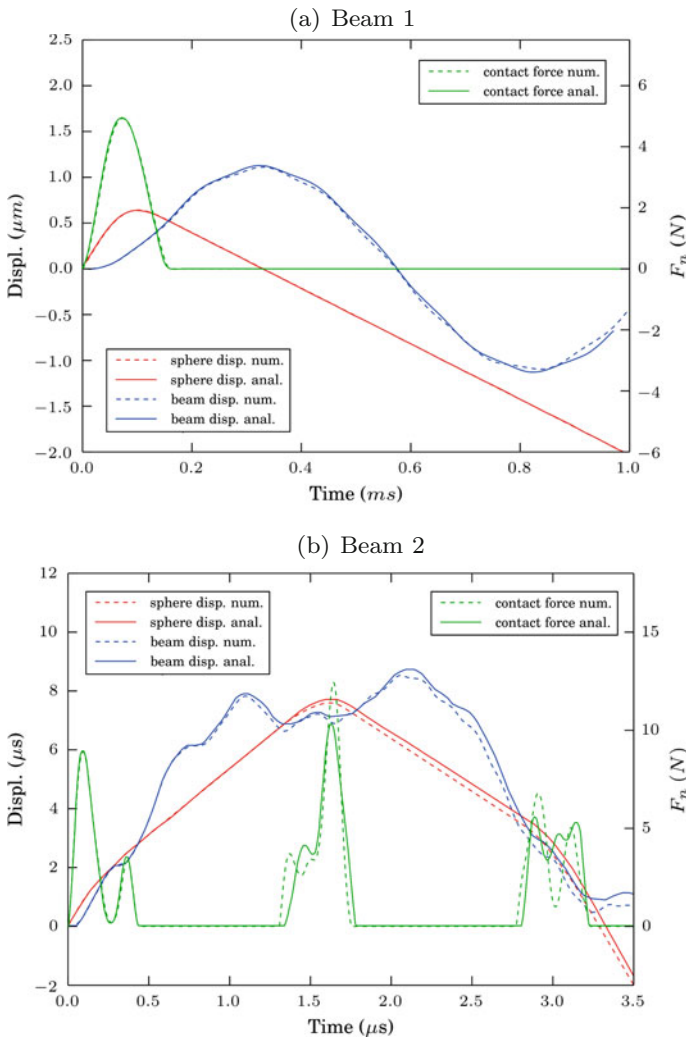 (a) Beam 1
2.5
2.0
1.5
1.0
0.5
0.0
−0.5
−1.0
−1.5
−2.0
Displ. (μm)
contact force num.
contact force anal.
sphere disp. num.
sphere disp. anal.
beam disp. num.
beam disp. anal.
6
4
2
0
−2
−4
−6
F_n (N)
0.0 0.2 0.4 0.6 0.8 1.0
Time (ms)
(b) Beam 2
12
10
8
6
4
2
0
−2
Displ. (μs)
sphere disp. num.
sphere disp. anal.
beam disp. num.
beam disp. anal.
contact force num.
contact force anal.
15
10
5
0
F_n (N)
0.0 0.5 1.0 1.5 2.0 2.5 3.0 3.5
Time (μs)